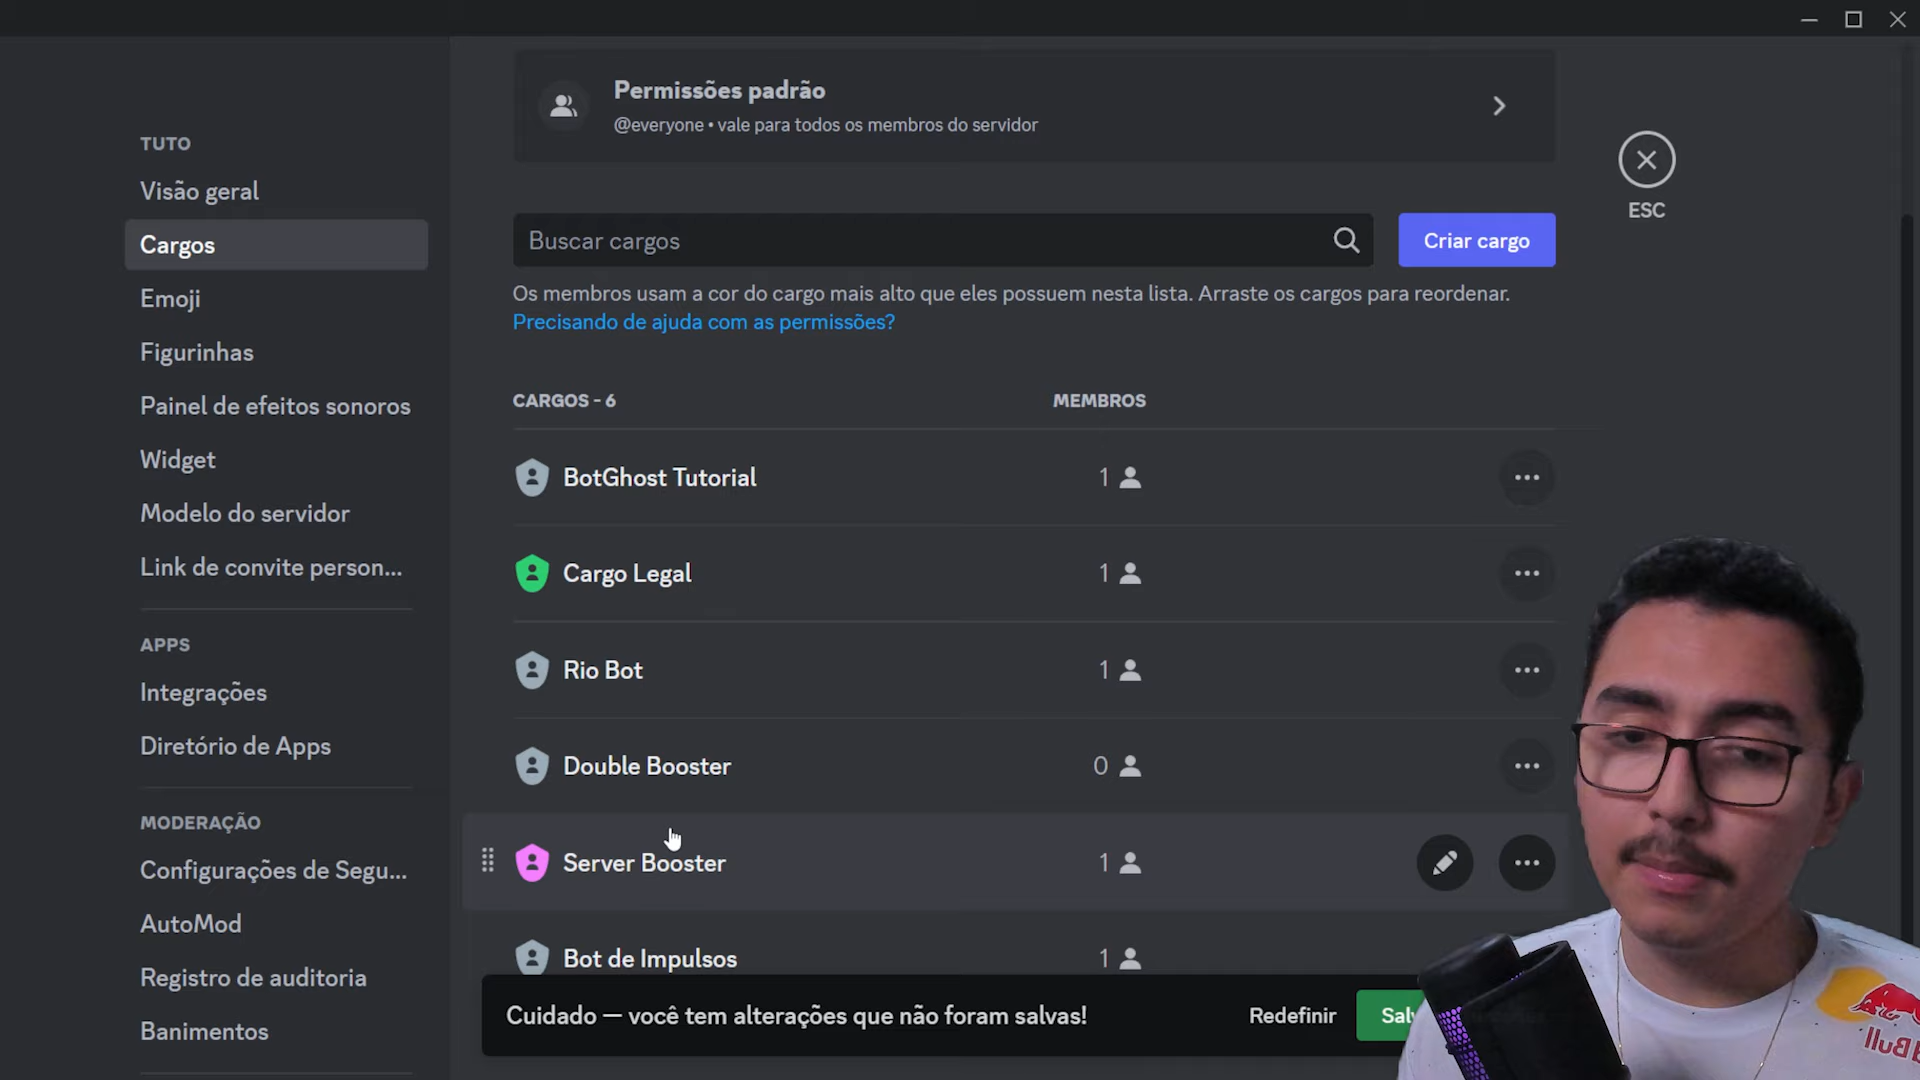 Permissões padrão
@everyone • vale para todos os membros do servidor
ESC
TUTO
Visão geral
Cargos
Emoji
Figurinhas
Painel de efeitos sonoros
Widget
Modelo do servidor
Link de convite person...
APPS
Integrações
Diretório de Apps
MODERAÇÃO
Configurações de Segu...
AutoMod
Registro de auditoria
Banimentos
Buscar cargos
Criar cargo
Os membros usam a cor do cargo mais alto que eles possuem nesta lista. Arraste os cargos para reordenar.
Precisando de ajuda com as permissões?
CARGOS - 6
MEMBROS
BotGhost Tutorial
1
Cargo Legal
1
Rio Bot
1
Double Booster
0
Server Booster
1
Bot de Impulsos
1
Cuidado — você tem alterações que não foram salvas!
Redefinir